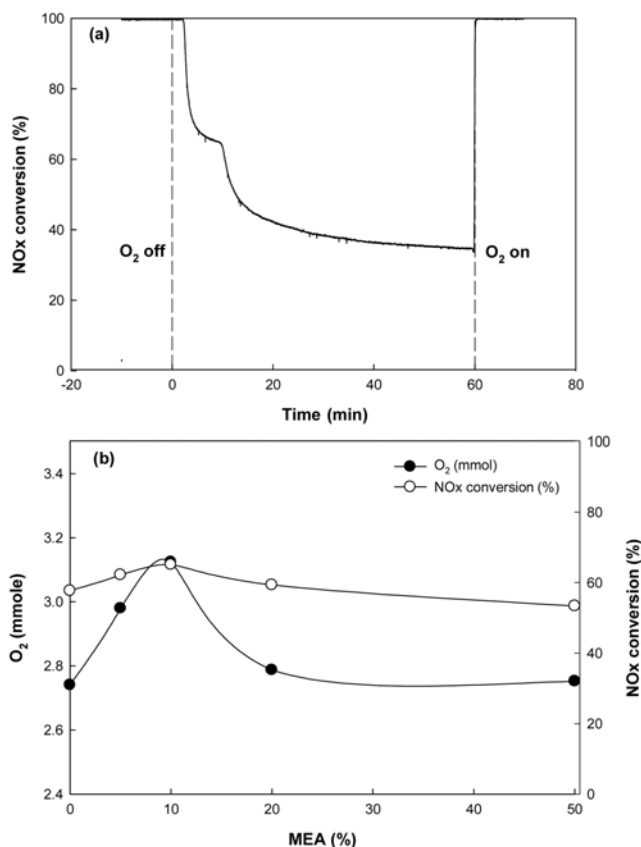 (a)
100
80
60
40
20
0
NOx conversion (%)
O₂ off
O₂ on
-20 0 20 40 60 80
Time (min)
(b)
O₂ (mmol)
NOx conversion (%)
3.4
3.2
3.0
2.8
2.6
2.4
O₂ (mmole)
100
80
60
40
20
0
NOx conversion (%)
0 10 20 30 40 50
MEA (%)